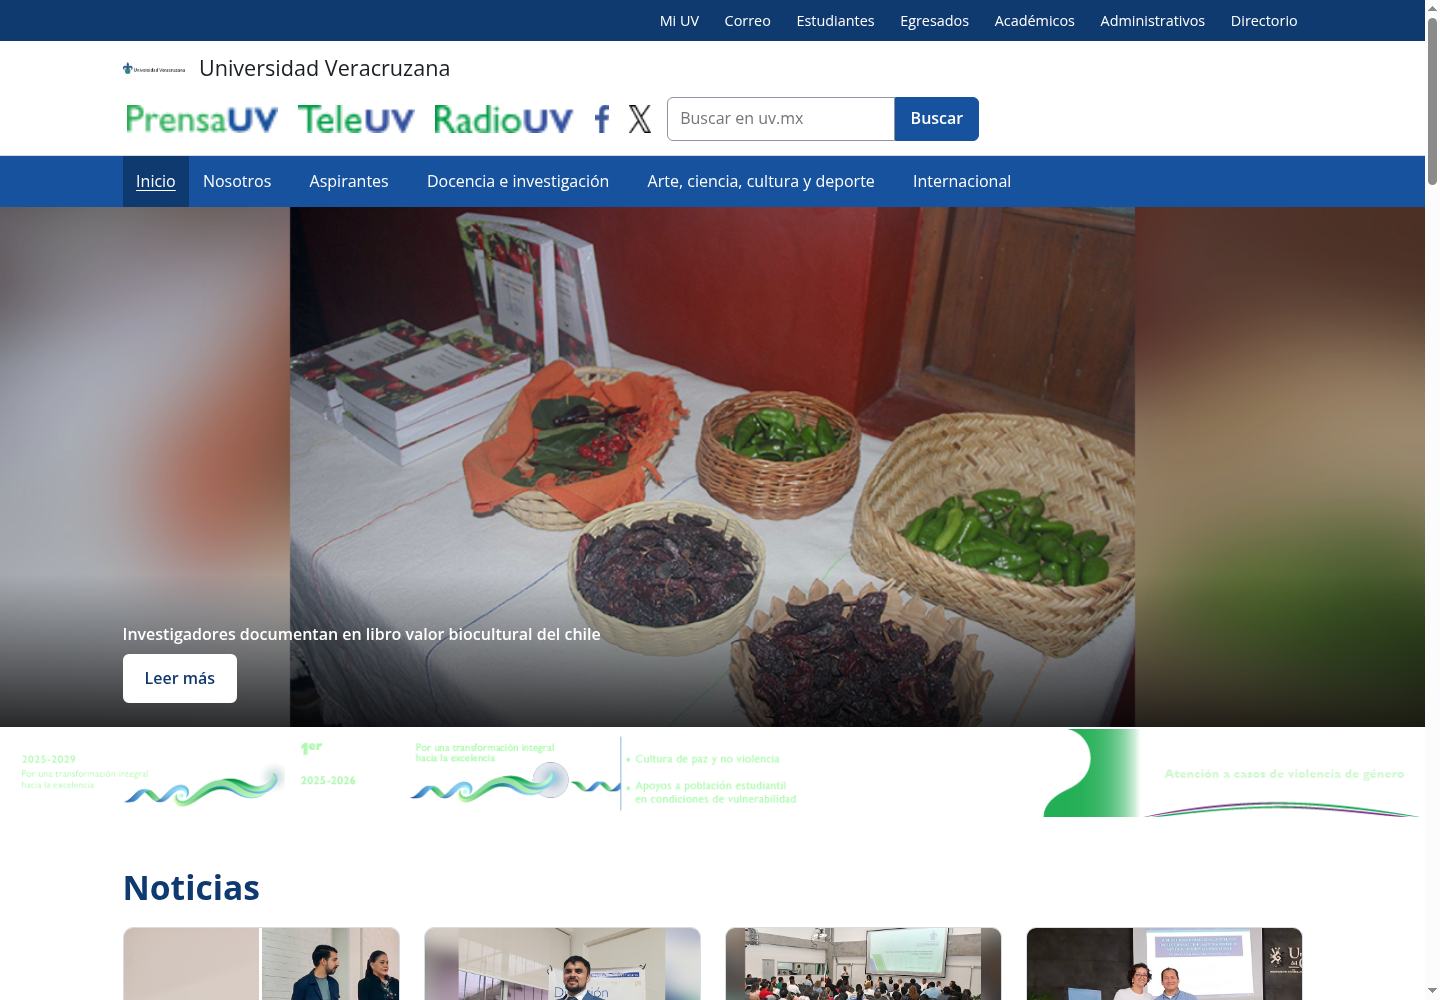 Mi UV
Correo
Estudiantes
Egresados
Académicos
Administrativos
Directorio
Universidad Veracruzana
Universidad Veracruzana
PrensaUV
TeleUV
RadioUV
Buscar en uv.mx
Buscar
Inicio
Nosotros
Aspirantes
Docencia e investigación
Arte, ciencia, cultura y deporte
Internacional
Investigadores documentan en libro valor biocultural del chile
Leer más
2025-2029
Por una transformación integral
hacia la excelencia
1er
2025-2026
Por una transformación integral
hacia la excelencia
• Cultura de paz y no violencia
• Apoyos a población estudiantil
en condiciones de vulnerabilidad
Atención a casos de violencia de género
Noticias